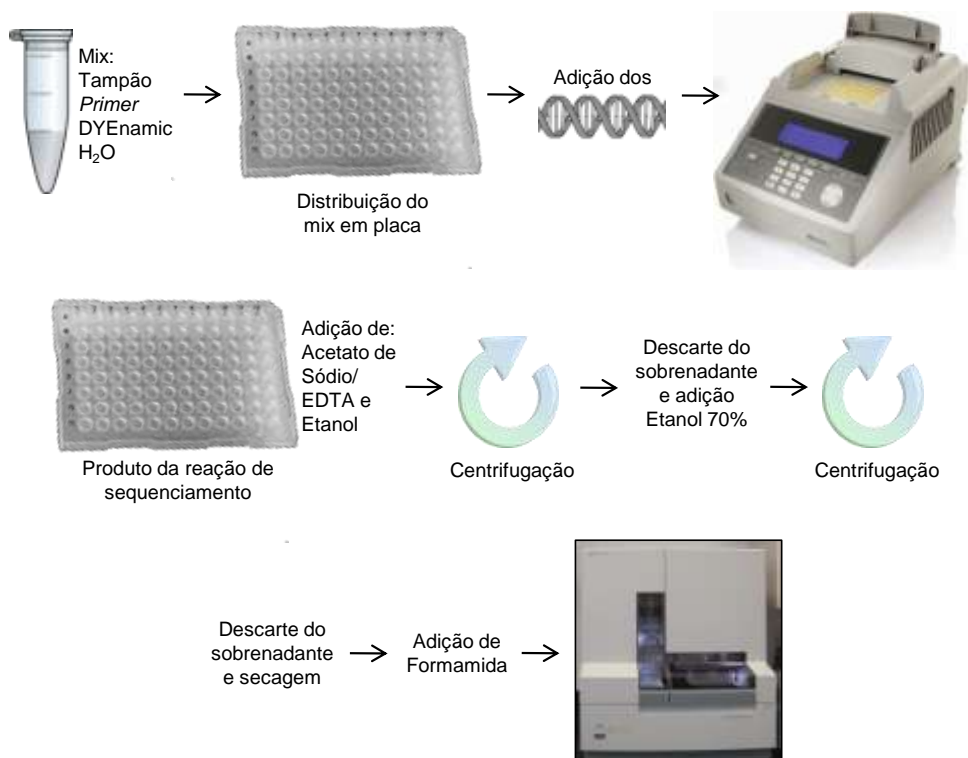 Mix:
Tampão
Primer
DYEnamic
H₂O
Distribuição do
mix em placa
Adição dos
Produto da reação de
sequenciamento
Adição de:
Acetato de
Sódio/
EDTA e
Etanol
Centrifugação
Descarte do
sobrenadante
e adição
Etanol 70%
Centrifugação
Descarte do
sobrenadante
e secagem
Adição de
Formamida